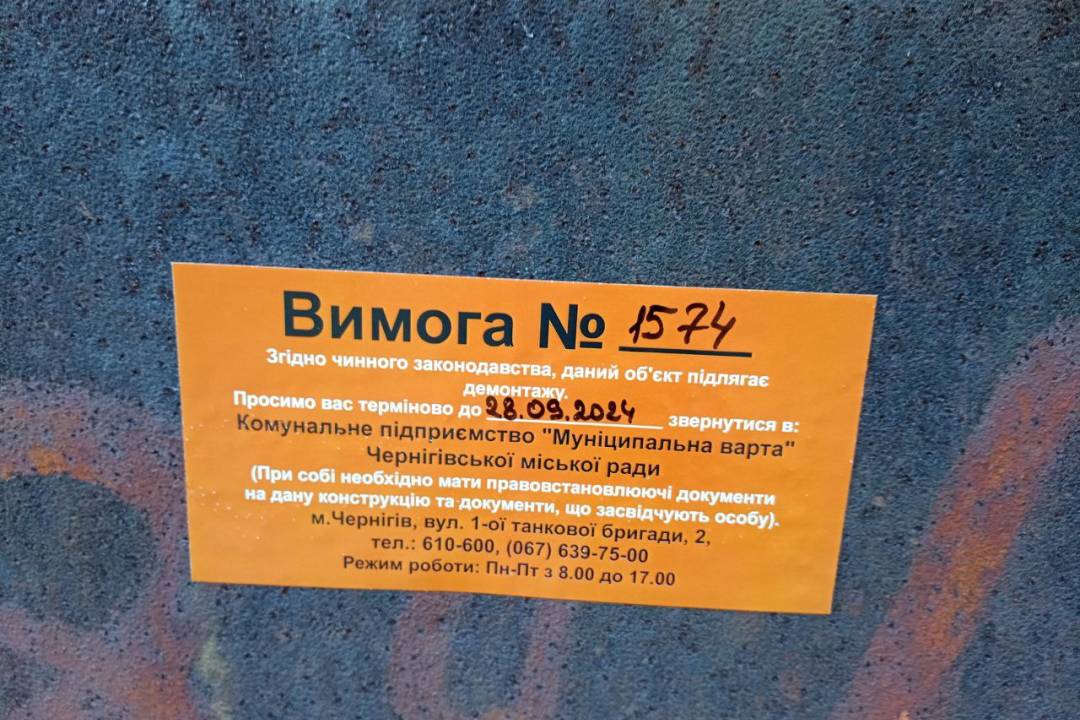 Вимога № 1574
Згідно чинного законодавства, даний об'єкт підлягає
демонтажу.
Просимо вас терміново до 28.09.2024 звернутися в:
Комунальне підприємство "Муніципальна варта"
Чернігівської міської ради
(При собі необхідно мати правовстановлюючі документи
на дану конструкцію та документи, що засвідчують особу).
м.Чернігів, вул. 1-ої танкової бригади, 2,
тел.: 610-600, (067) 639-75-00
Режим роботи: Пн-Пт з 8.00 до 17.00